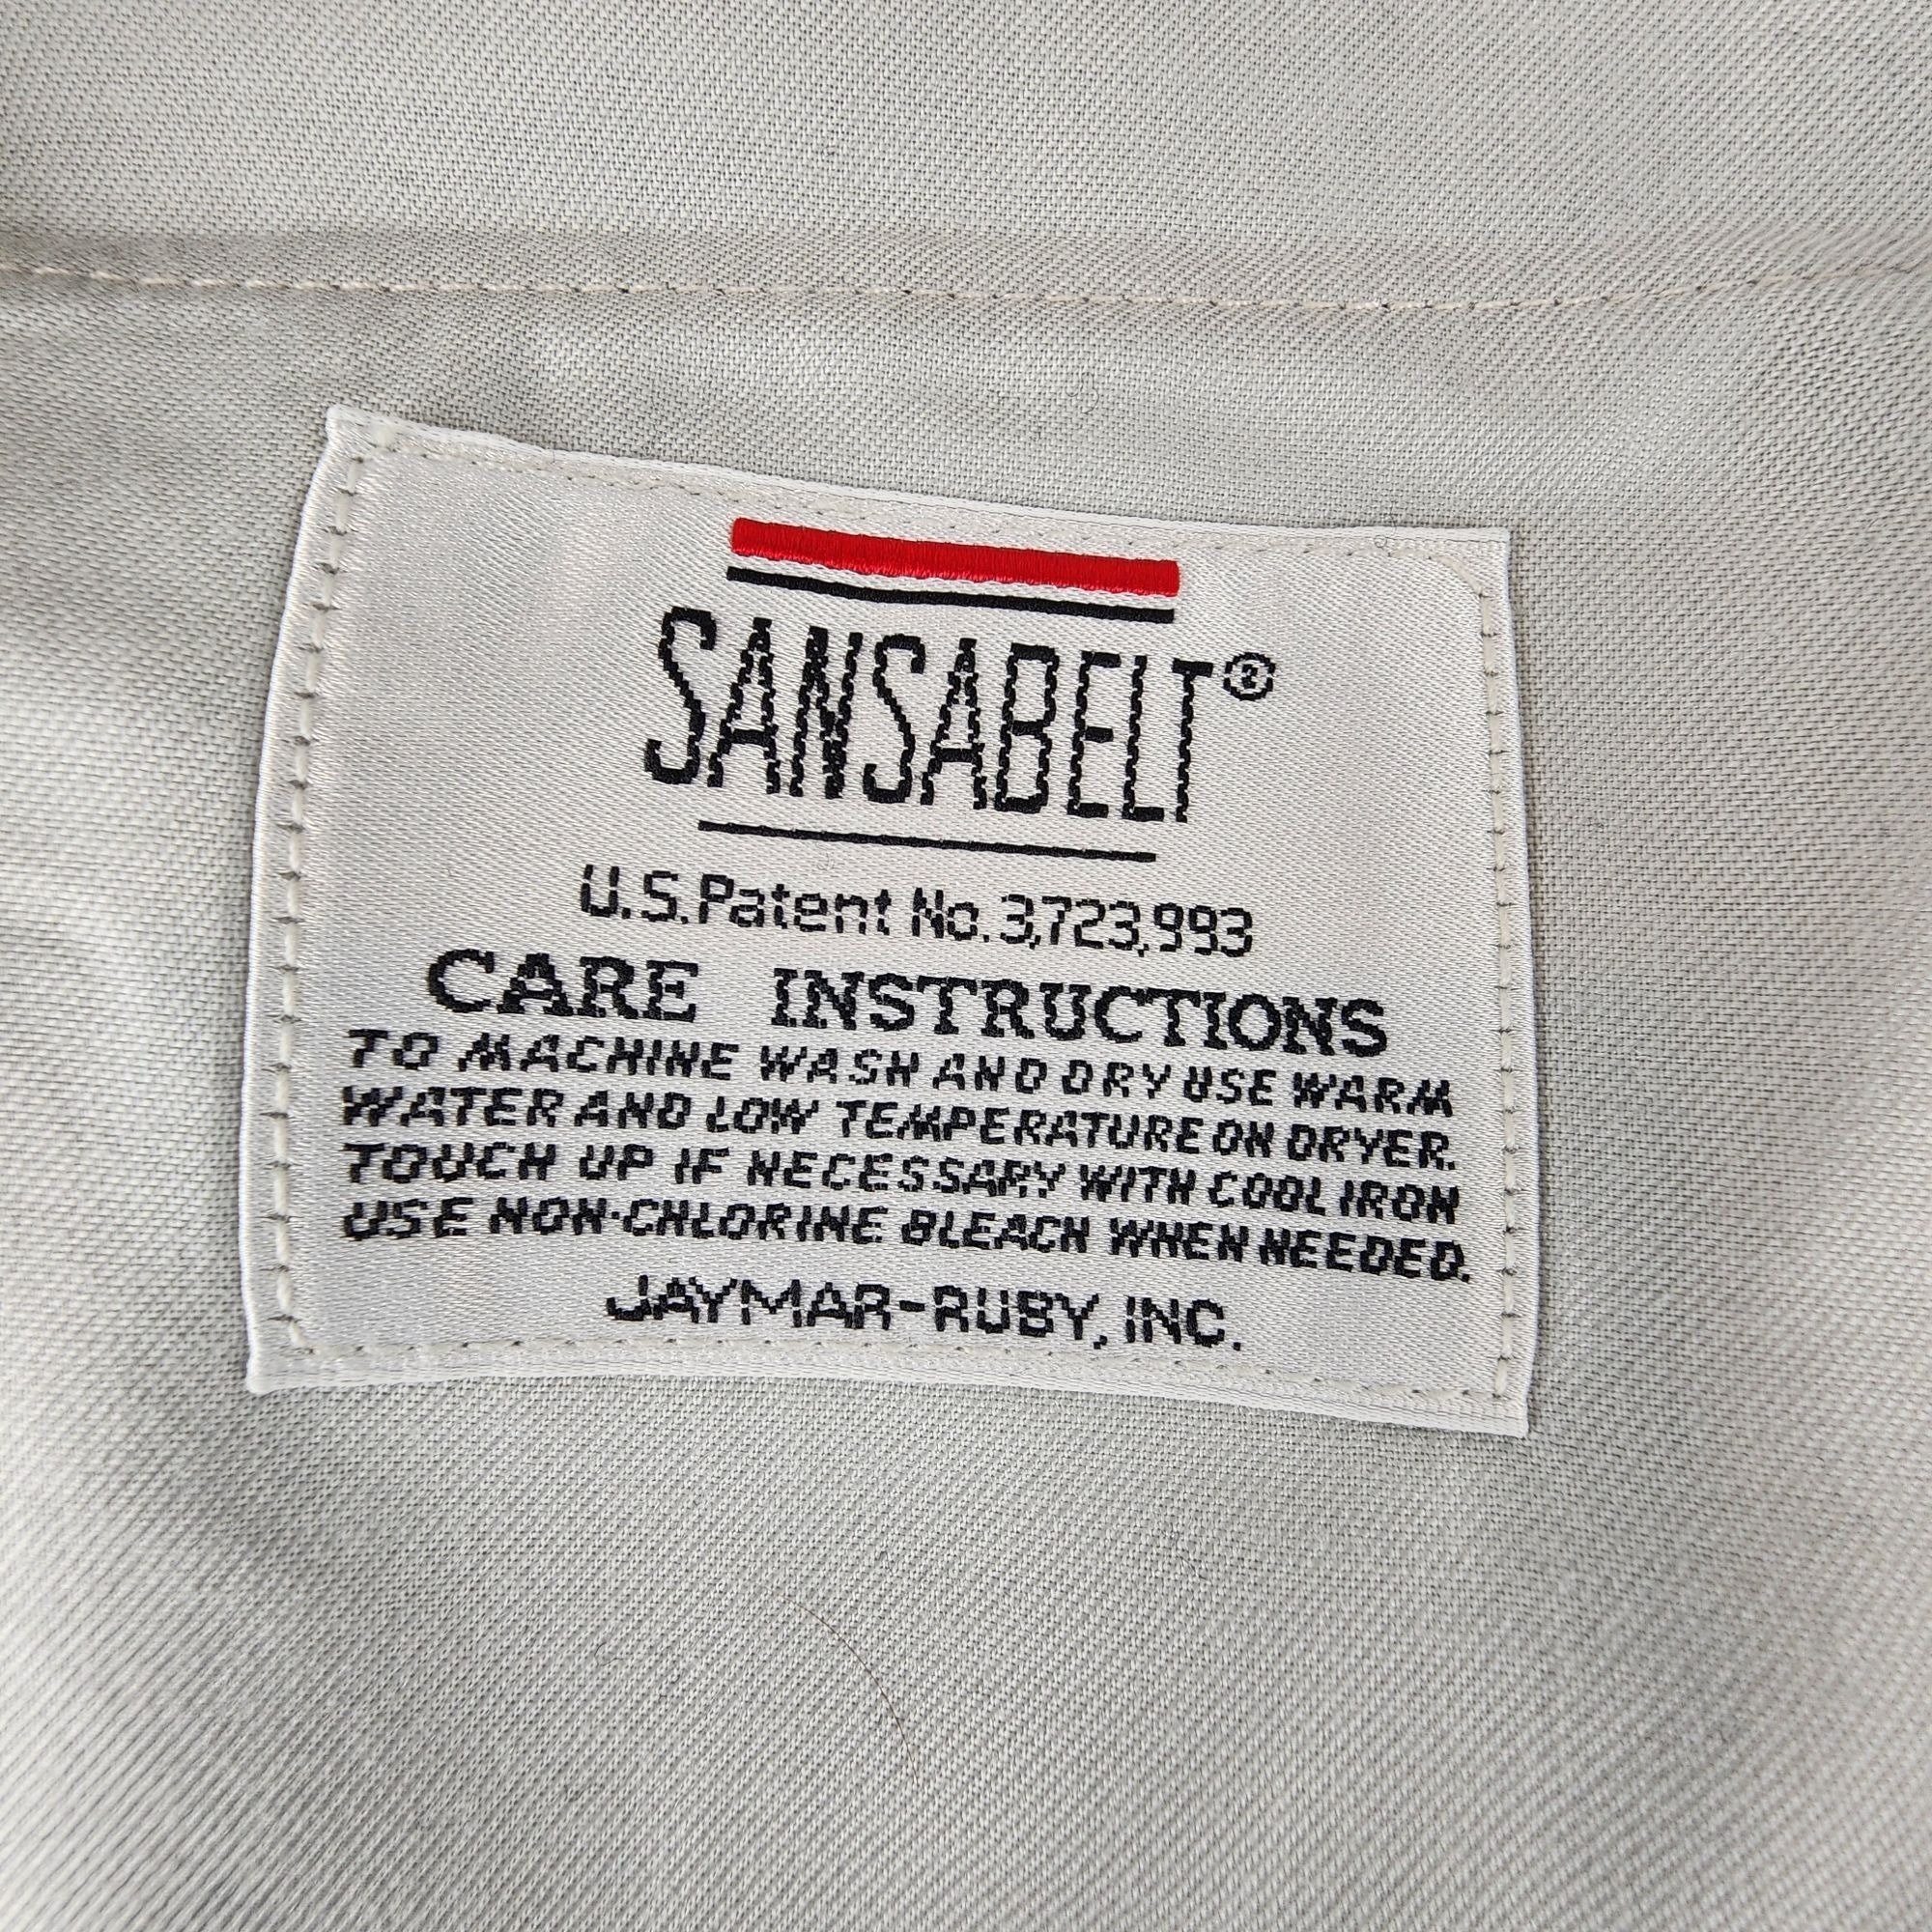 SANSABELT®
U.S. Patent No. 3,723,993
CARE INSTRUCTIONS
TO MACHINE WASH AND DRY USE WARM
WATER AND LOW TEMPERATURE ON DRYER.
TOUCH UP IF NECESSARY WITH COOL IRON
USE NON-CHLORINE BLEACH WHEN NEEDED.
JAYMAR-RUBY, INC.